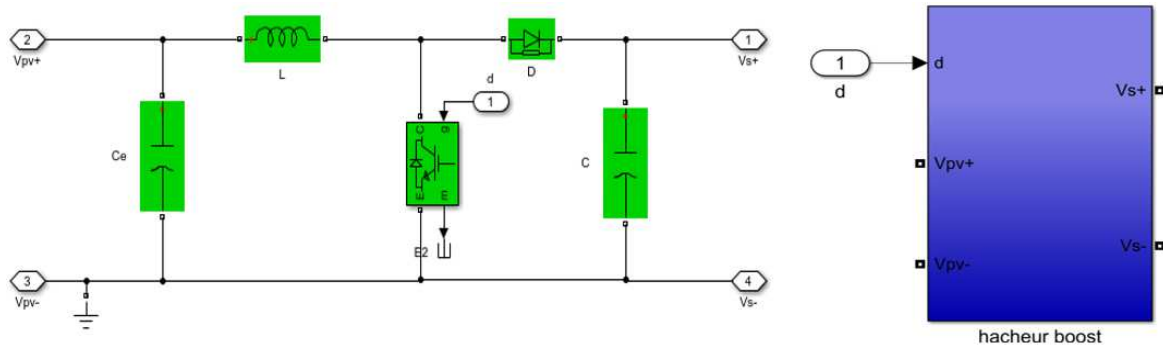 2
Vpv+
L
D
1
Vs+
Ce
d
1
C
g
E
m
E2
C
3
Vpv-
4
Vs-
1
d
d
Vs+
Vpv+
Vs-
Vpv-
hacheur boost